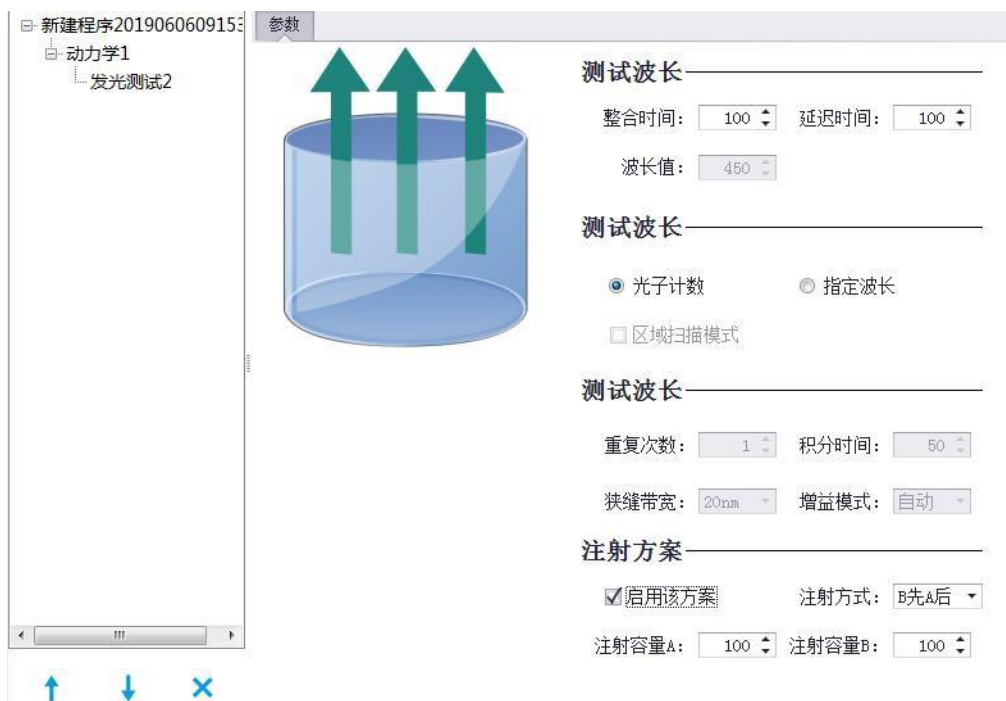 新建程序2019060609153
动力学1
发光测试2
参数
测试波长
整合时间: 100 延迟时间: 100
波长值: 450
测试波长
光子计数 指定波长
区域扫描模式
测试波长
重复次数: 1 积分时间: 50
狭缝带宽: 20nm 增益模式: 自动
注射方案
启用该方案 注射方式: B先A后
注射容量A: 100 注射容量B: 100